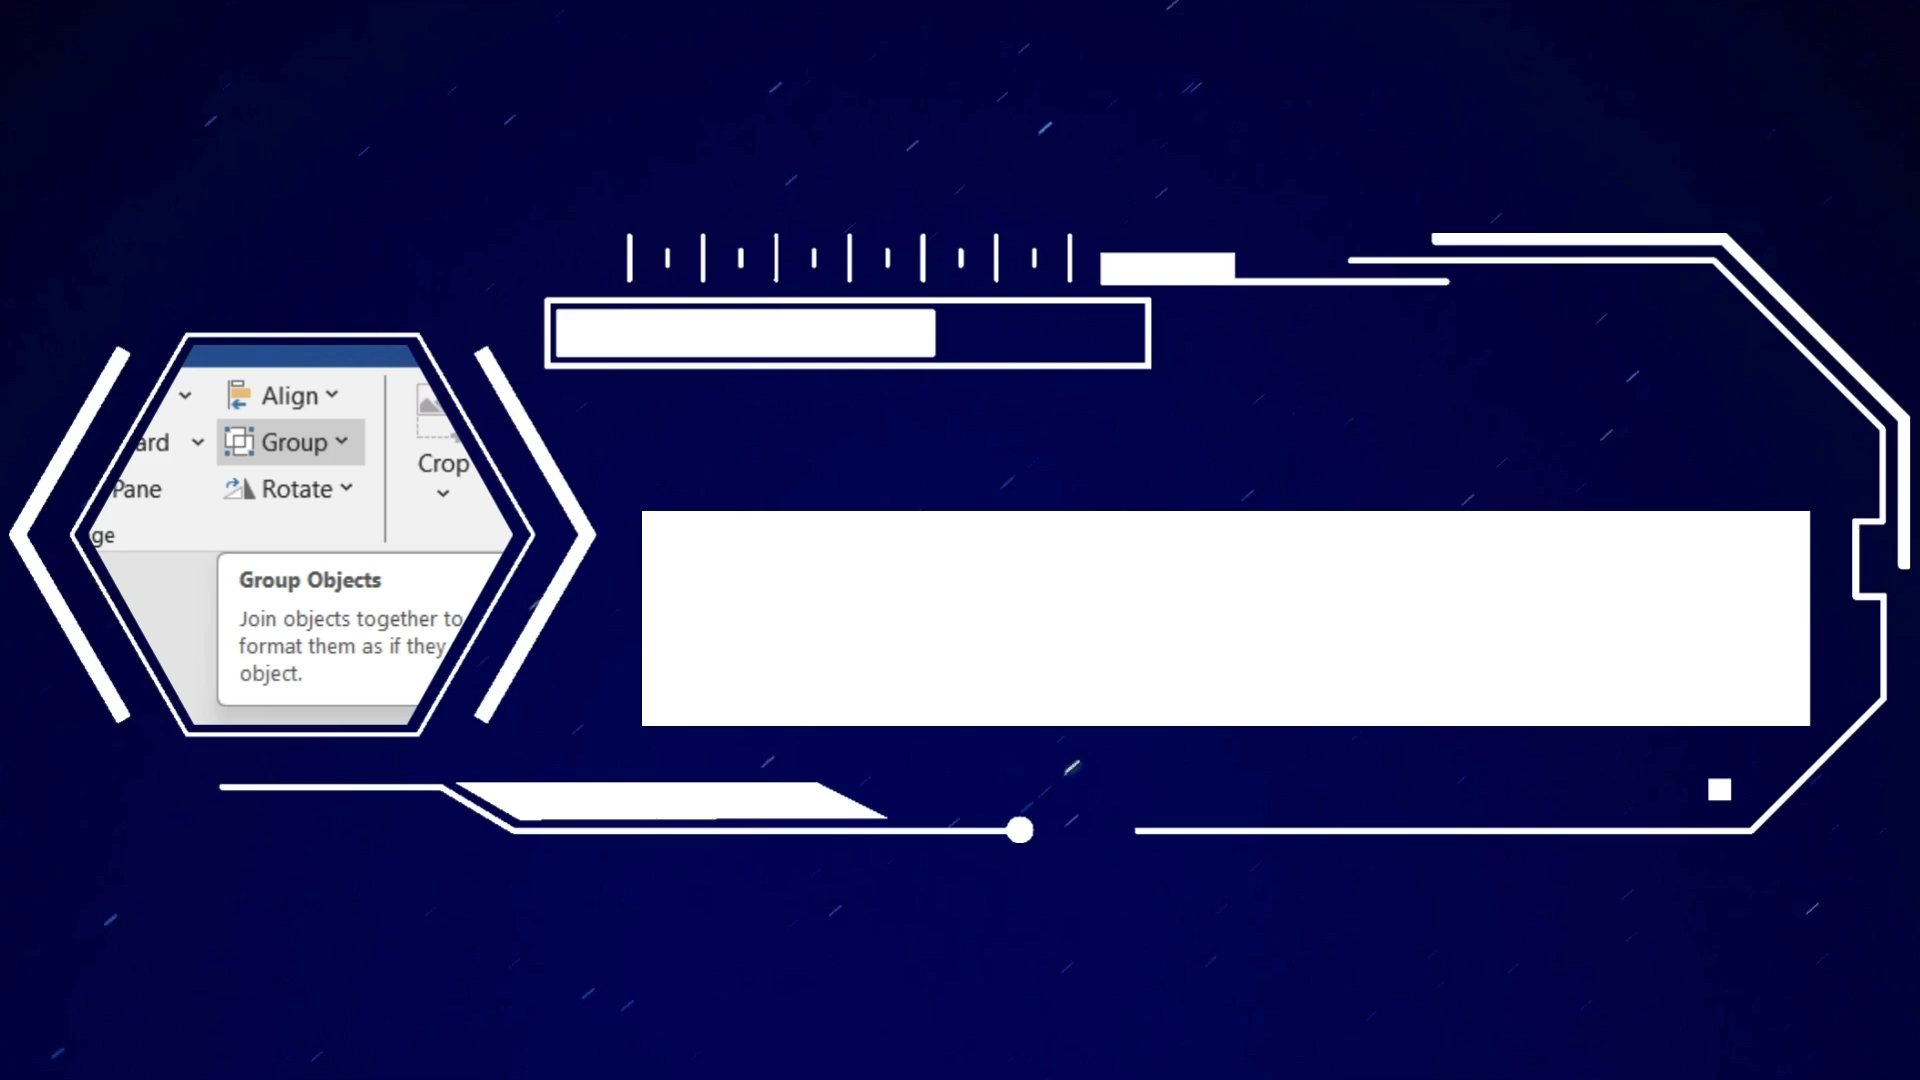 Align
ard
Group
Crop
Pane
Rotate
ge
Group Objects
Join objects together to
format them as if they
object.